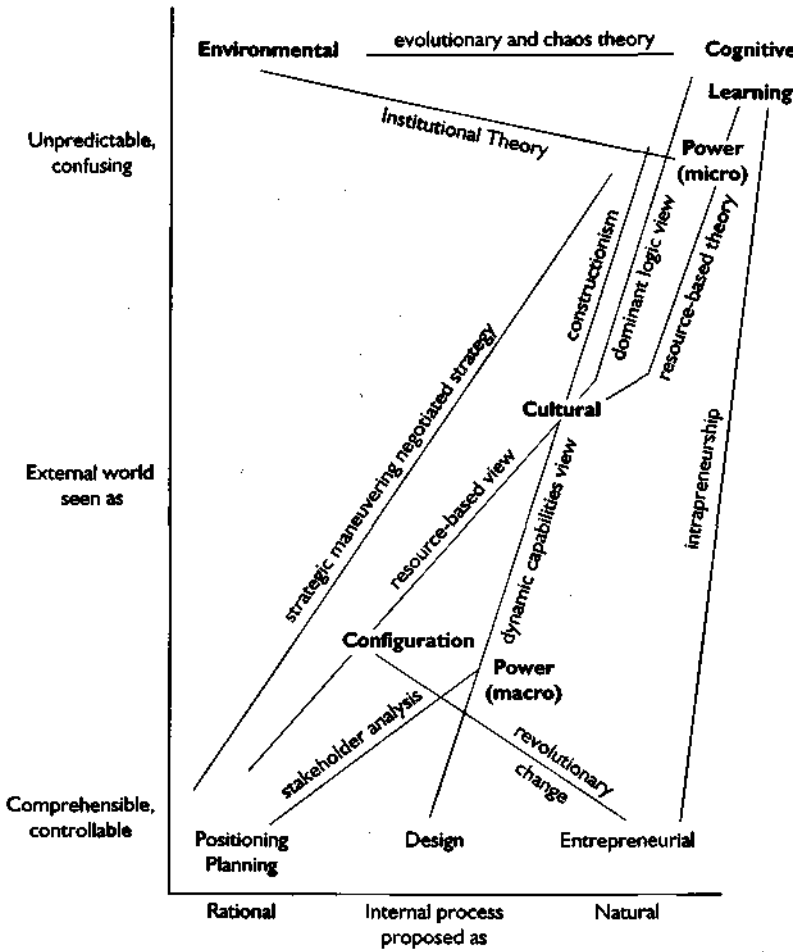 Environmental
evolutionary and chaos theory
Cognitive
Learning
Unpredictable,
confusing
Institutional Theory
Power
(micro)
constructionism
dominant logic view
resource-based theory
strategic maneuvering negotiated strategy
Cultural
External world
seen as
resource-based view
dynamic capabilities view
intrapreneurship
Configuration
Power
(macro)
stakeholder analysis
revolutionary
change
Comprehensible,
controllable
Positioning
Planning
Design
Entrepreneurial
Rational
Internal process
proposed as
Natural